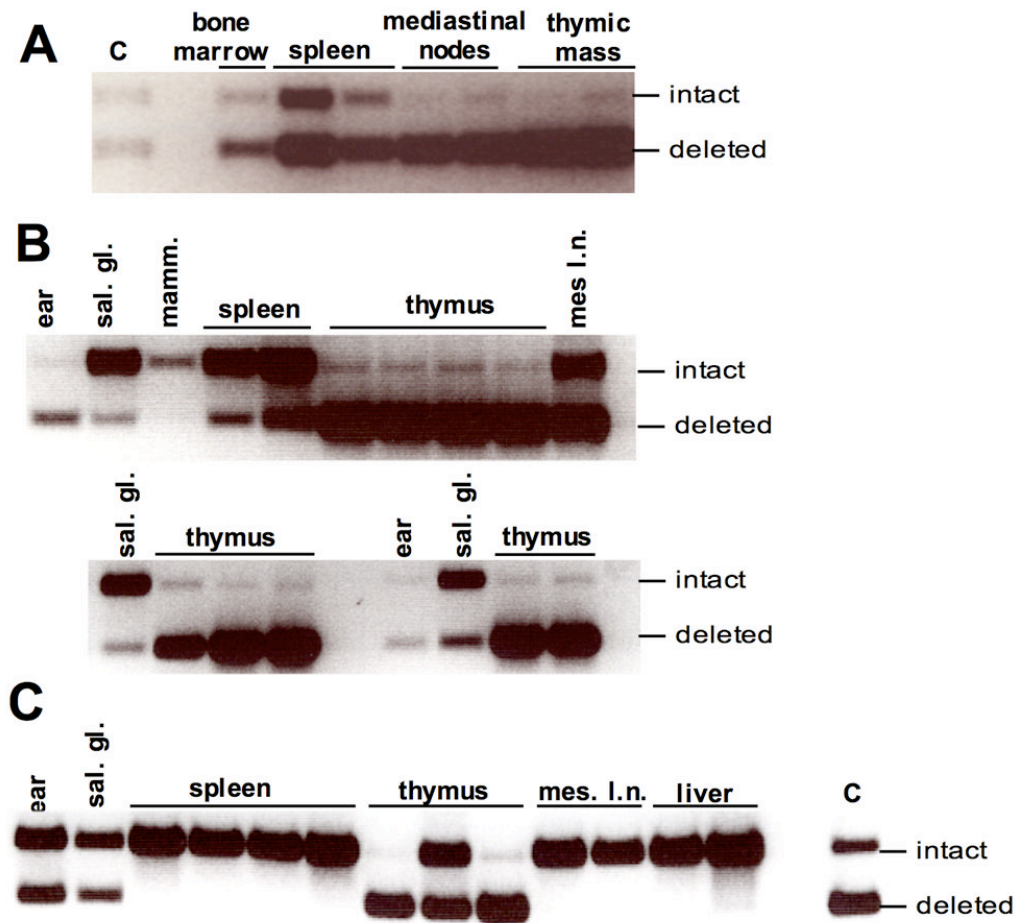 A
C
bone marrow
spleen
mediastinal nodes
thymic mass
intact
deleted
B
ear
sal. gl.
mamm.
spleen
thymus
mes l.n.
intact
deleted
sal. gl.
thymus
ear
sal. gl.
thymus
intact
deleted
C
ear
sal. gl.
spleen
thymus
mes. l.n.
liver
C
intact
deleted